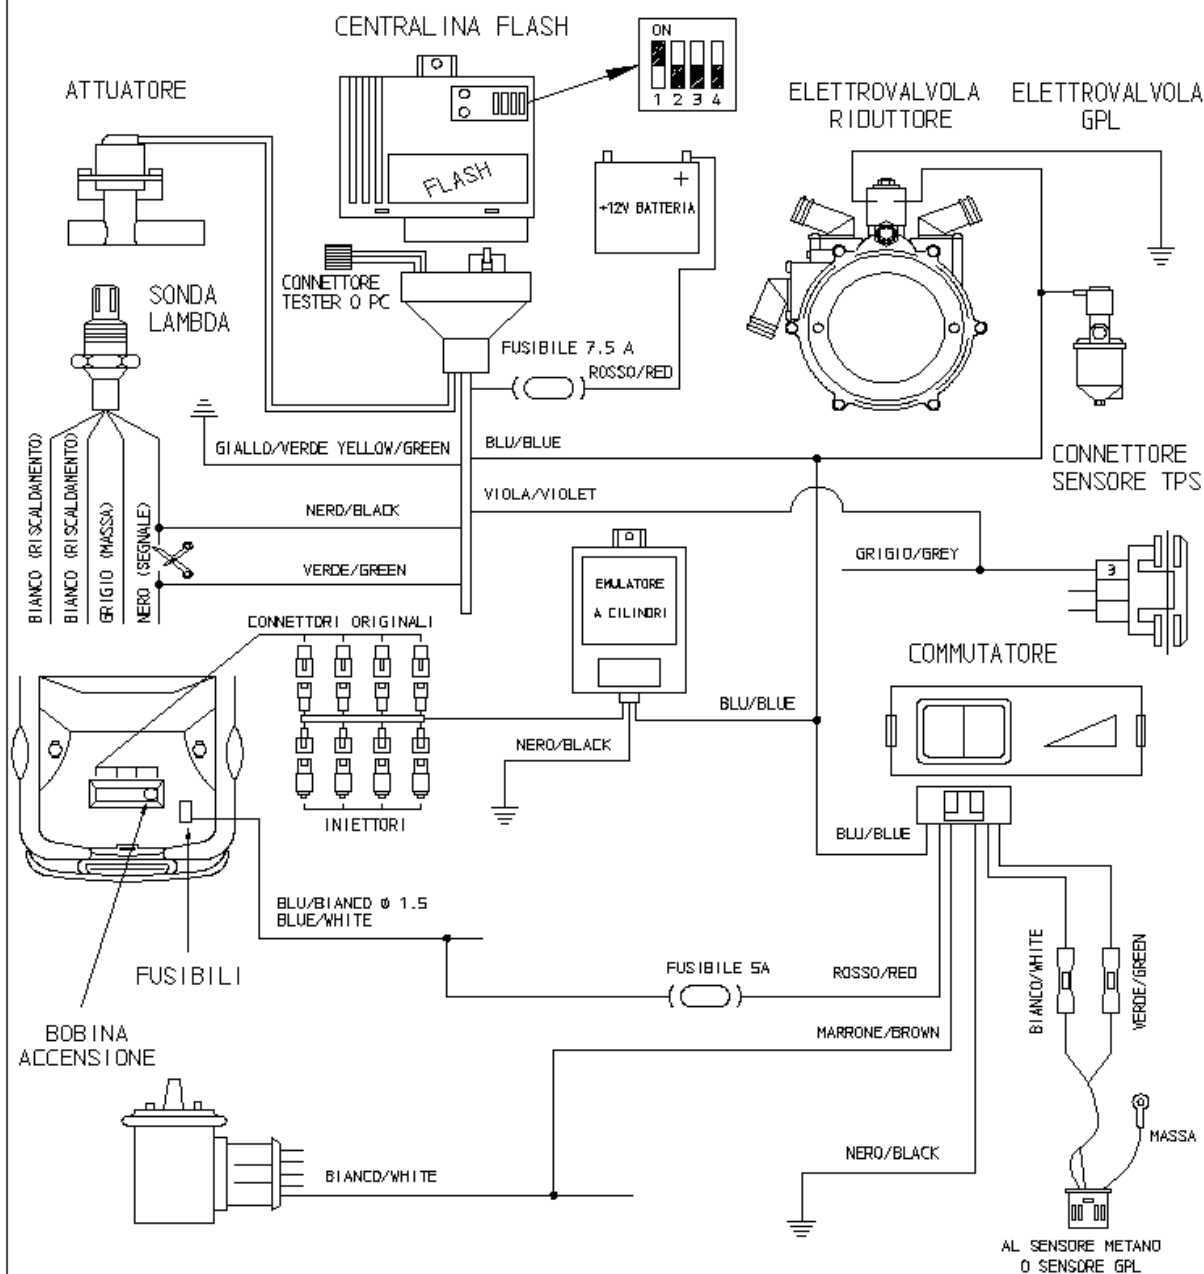 CENTRALINA FLASH
ON
1 2 3 4
ATTUATORE
ELETTROVALVOLA
RIDUTTORE
ELETTROVALVOLA
GPL
FLASH
+
+12V BATTERIA
CONNETTORE
TESTER O PC
SONDA
LAMBDA
FUSIBILE 7.5 A
ROSSO/RED
GIALLO/VERDE YELLOW/GREEN
BLU/BLUE
CONNETTORE
SENSORE TPS
VIOLA/VIOLET
NERO/BLACK
BIANCO (RISCALDAMENTO)
BIANCO (RISCALDAMENTO)
GRIGIO (MASSA)
NERO (SEGNALE)
VERDE/GREEN
GRIGIO/GREY
3
EMULATORE
A CILINDRI
CONNETTORI ORIGINALI
COMMUTATORE
BLU/BLUE
NERO/BLACK
INIETTORI
BLU/BLUE
BLU/BIANCO Φ 1.5
BLUE/WHITE
FUSIBILI
FUSIBILE 5A
ROSSO/RED
BIANCO/WHITE
VERDE/GREEN
MARRONE/BROWN
BOBINA
ACCENSIONE
MASSA
NERO/BLACK
BIANCO/WHITE
AL SENSORE METANO
O SENSORE GPL